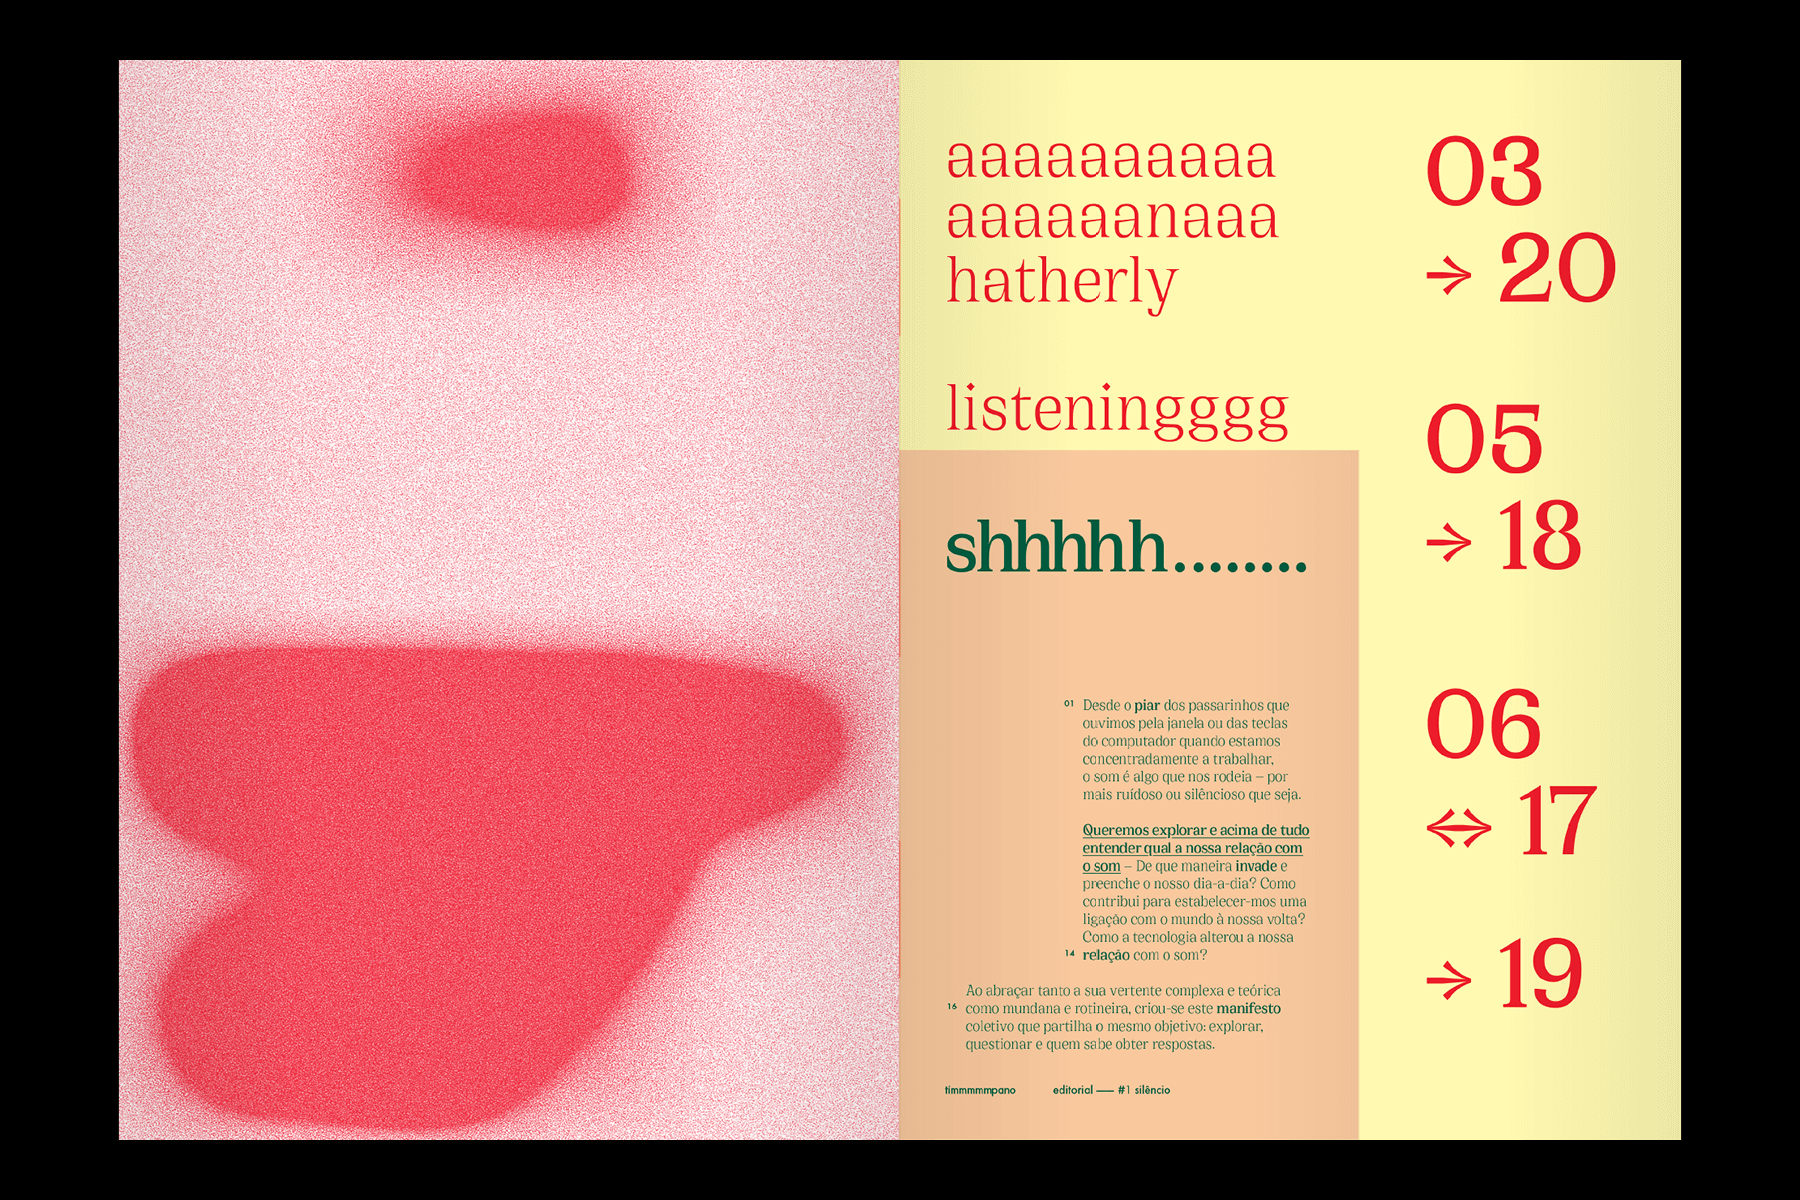 aaaaaaaaaa
aaaaaanaaa
hatherly
listeningggg
03
→ 20
05
→ 18
06
↔ 17
→ 19
shhhhh........
01 Desde o piar dos passarinhos que
ouvimos pela janela ou das teclas
do computador quando estamos
concentradamente a trabalhar,
o som é algo que nos rodeia – por
mais ruídoso ou silêncioso que seja.
Queremos explorar e acima de tudo
entender qual a nossa relação com
o som – De que maneira invade e
preenche o nosso dia-a-dia? Como
contribui para estabelecer-mos uma
ligação com o mundo à nossa volta?
Como a tecnologia alterou a nossa
14 relação com o som?
Ao abraçar tanto a sua vertente complexa e teórica
16 como mundana e rotineira, criou-se este manifesto
coletivo que partilha o mesmo objetivo: explorar,
questionar e quem sabe obter respostas.
tímmmmmpano editorial —— #1 silêncio